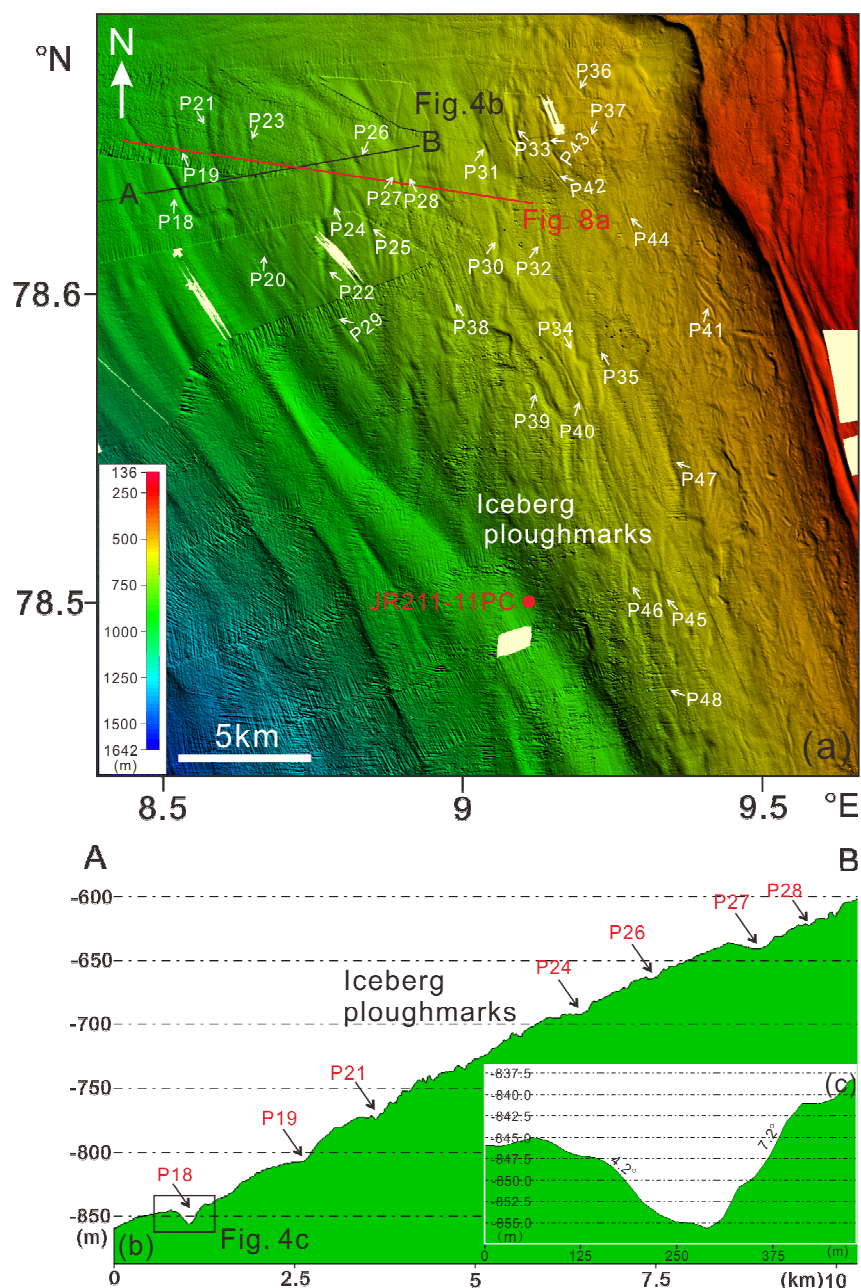 °N
N
P36
P21
P23
Fig. 4b
P37
P26
B
P33
P43
P19
P31
A
P27
P28
P42
P18
P24
Fig. 8a
P25
P44
P20
P30
P32
78.6
P22
P29
P38
P34
P41
P35
P39
P40
136
250
500
750
1000
1250
1500
1642
(m)
P47
Iceberg
ploughmarks
78.5
JR211-11PC
P46
P45
P48
5km
(a)
8.5
9
9.5
°E
A
B
-600
P27
P28
-650
P26
Iceberg
ploughmarks
P24
-700
-750
P21
-800
P19
P18
-850
(m)
(b)
Fig. 4c
-837.5
(c)
-840.0
-842.5
-845.0
-847.5
4.2°
7.2°
-850.0
-852.5
-855.0
(m)
0
125
250
375
(m)
0
2.5
5
7.5
(km)10